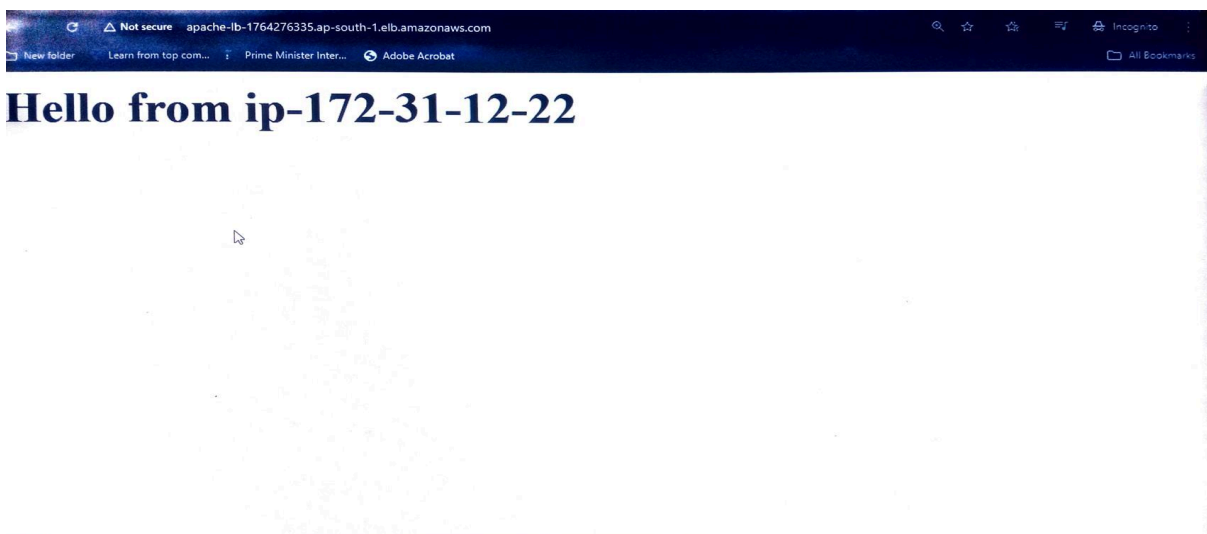 Not secure apache-lb-1764276335.ap-south-1.elb.amazonaws.com Incognito
New folder Learn from top com... Prime Minister Inter... Adobe Acrobat All Bookmarks
Hello from ip-172-31-12-22